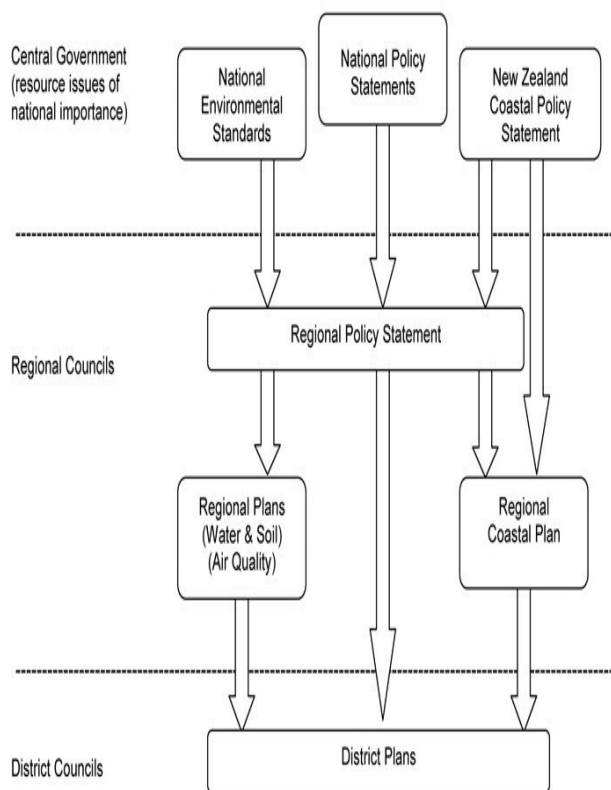 Central Government
(resource issues of
national importance)
National
Environmental
Standards
National Policy
Statements
New Zealand
Coastal Policy
Statement
Regional Councils
Regional Policy Statement
Regional Plans
(Water & Soil)
(Air Quality)
Regional
Coastal Plan
District Councils
District Plans